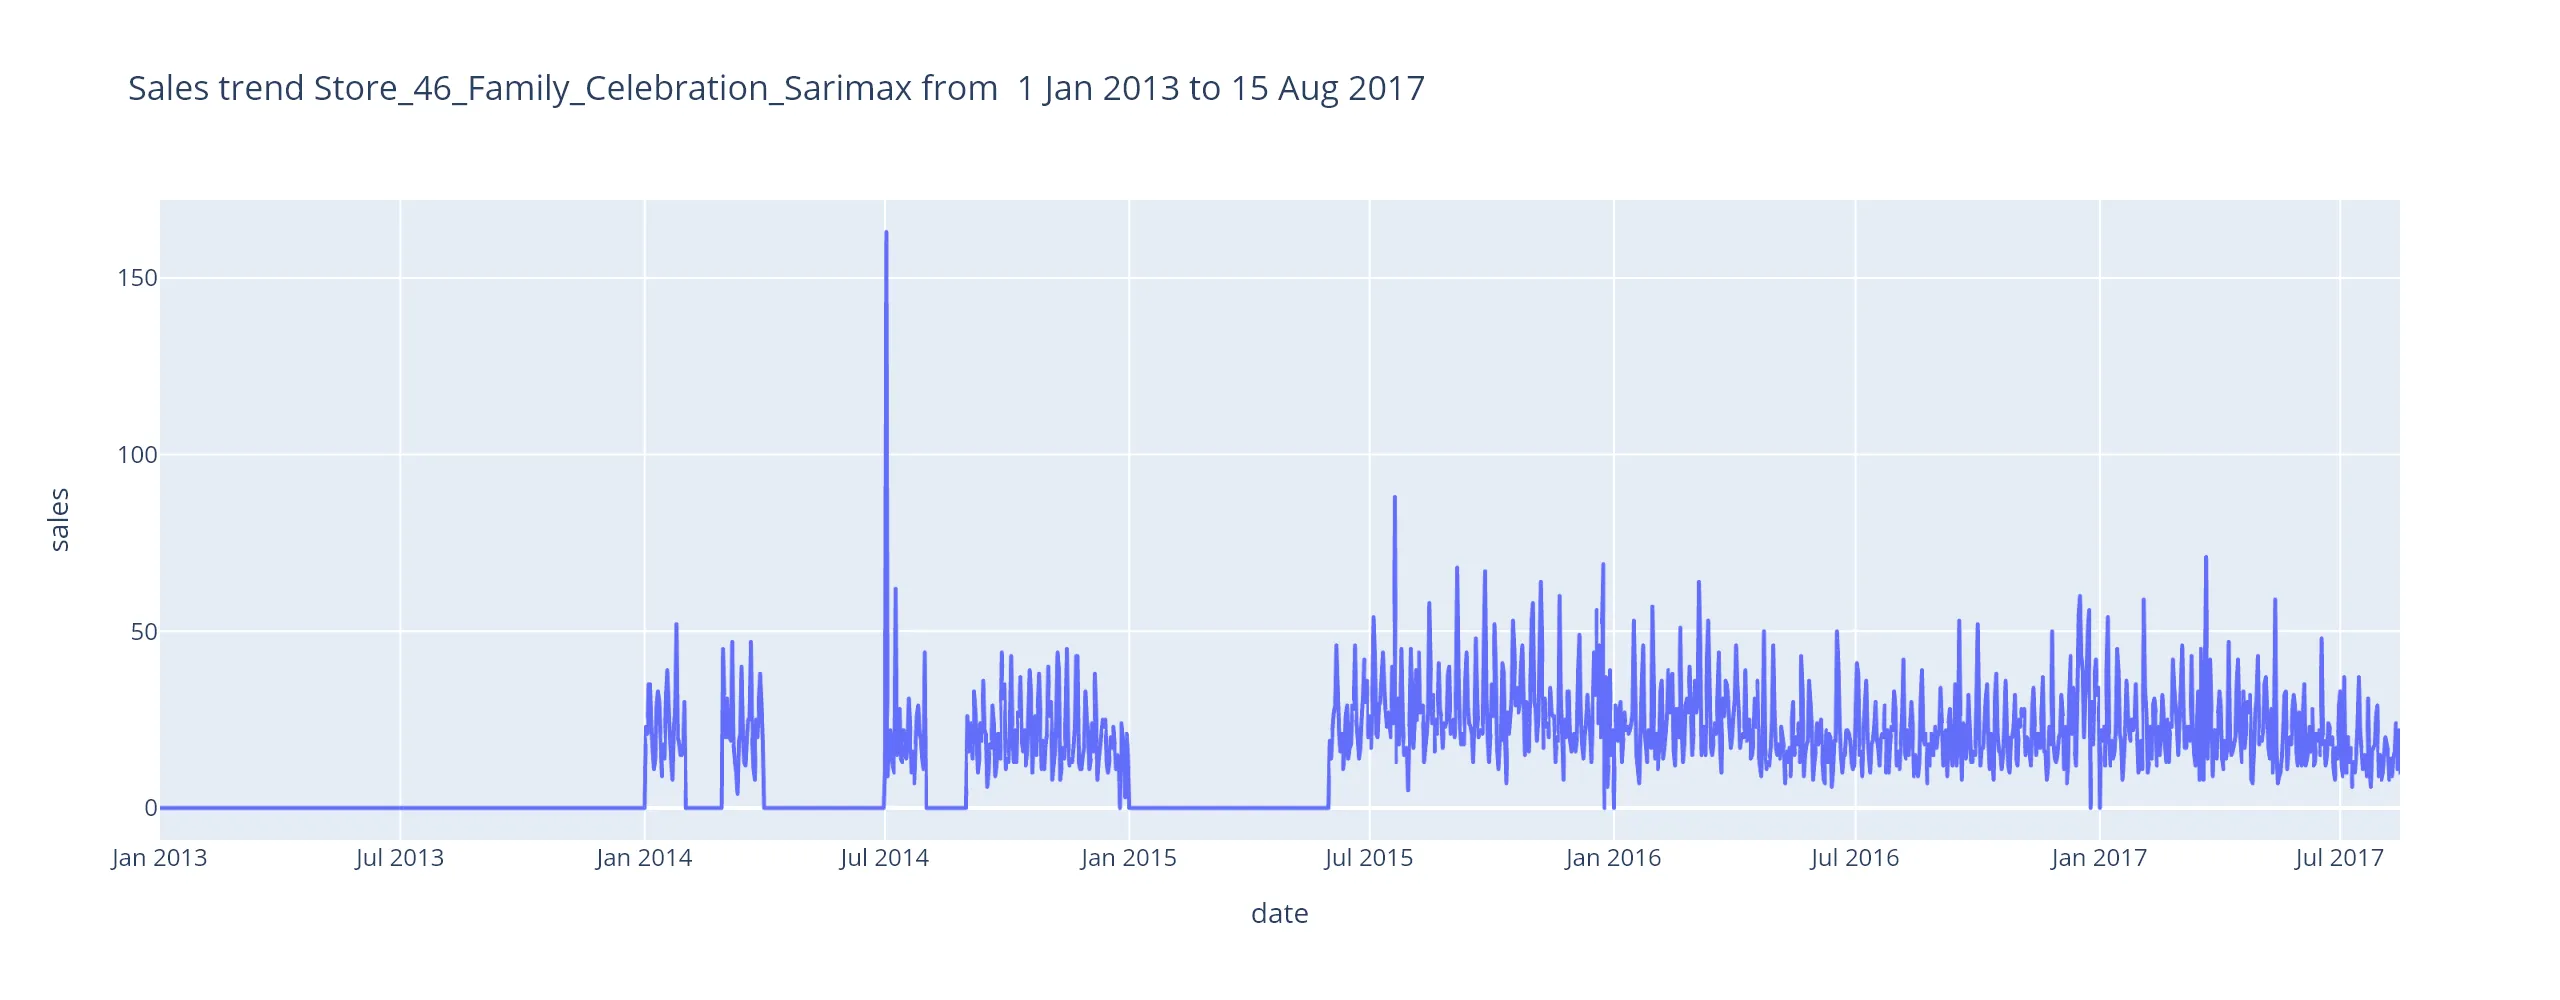 Sales trend Store_46_Family_Celebration_Sarimax from  1 Jan 2013 to 15 Aug 2017
150
100
50
0
sales
Jan 2013 Jul 2013 Jan 2014 Jul 2014 Jan 2015 Jul 2015 Jan 2016 Jul 2016 Jan 2017 Jul 2017
date